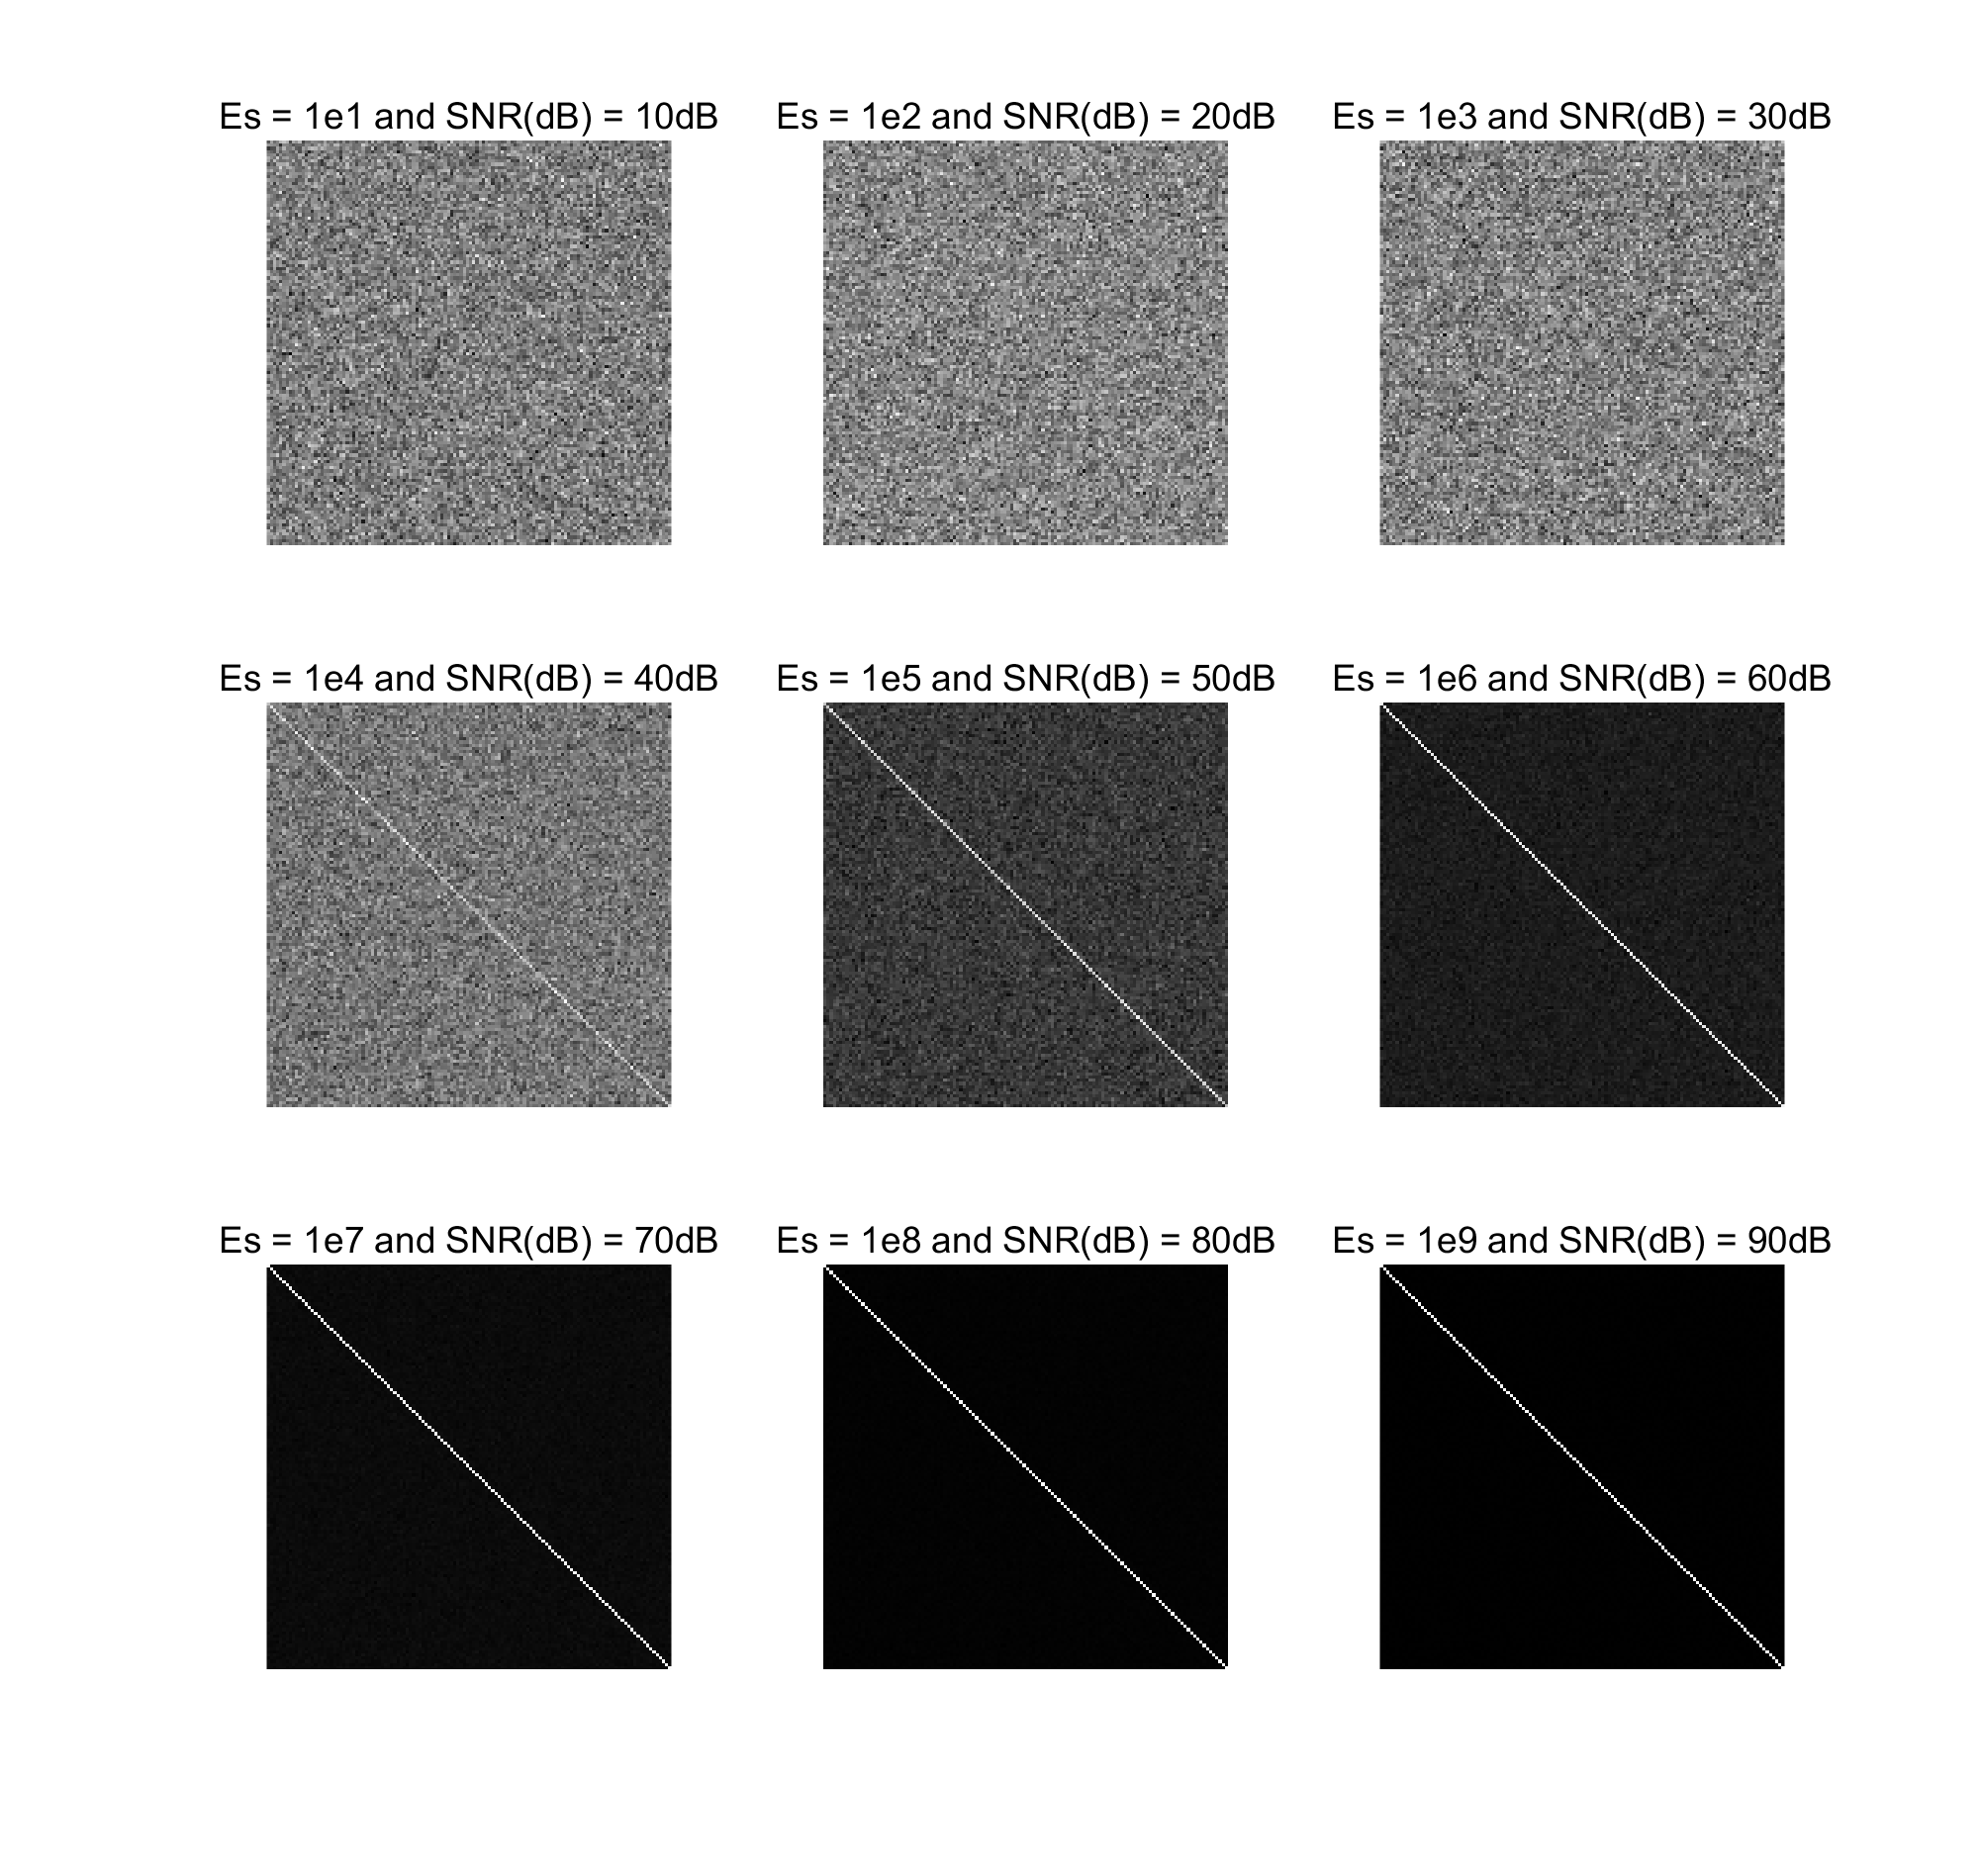 Es = 1e1 and SNR(dB) = 10dB
Es = 1e2 and SNR(dB) = 20dB
Es = 1e3 and SNR(dB) = 30dB
Es = 1e4 and SNR(dB) = 40dB
Es = 1e5 and SNR(dB) = 50dB
Es = 1e6 and SNR(dB) = 60dB
Es = 1e7 and SNR(dB) = 70dB
Es = 1e8 and SNR(dB) = 80dB
Es = 1e9 and SNR(dB) = 90dB